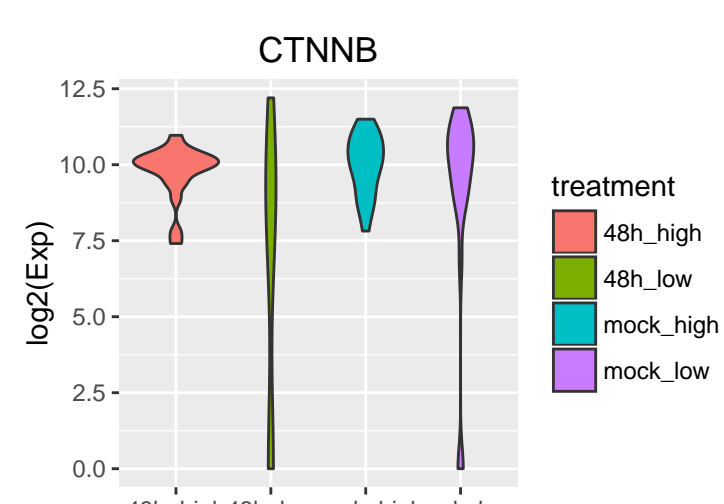 CTNNB
12.5
10.0
7.5
5.0
2.5
0.0
log2(Exp)
treatment
48h_high
48h_low
mock_high
mock_low